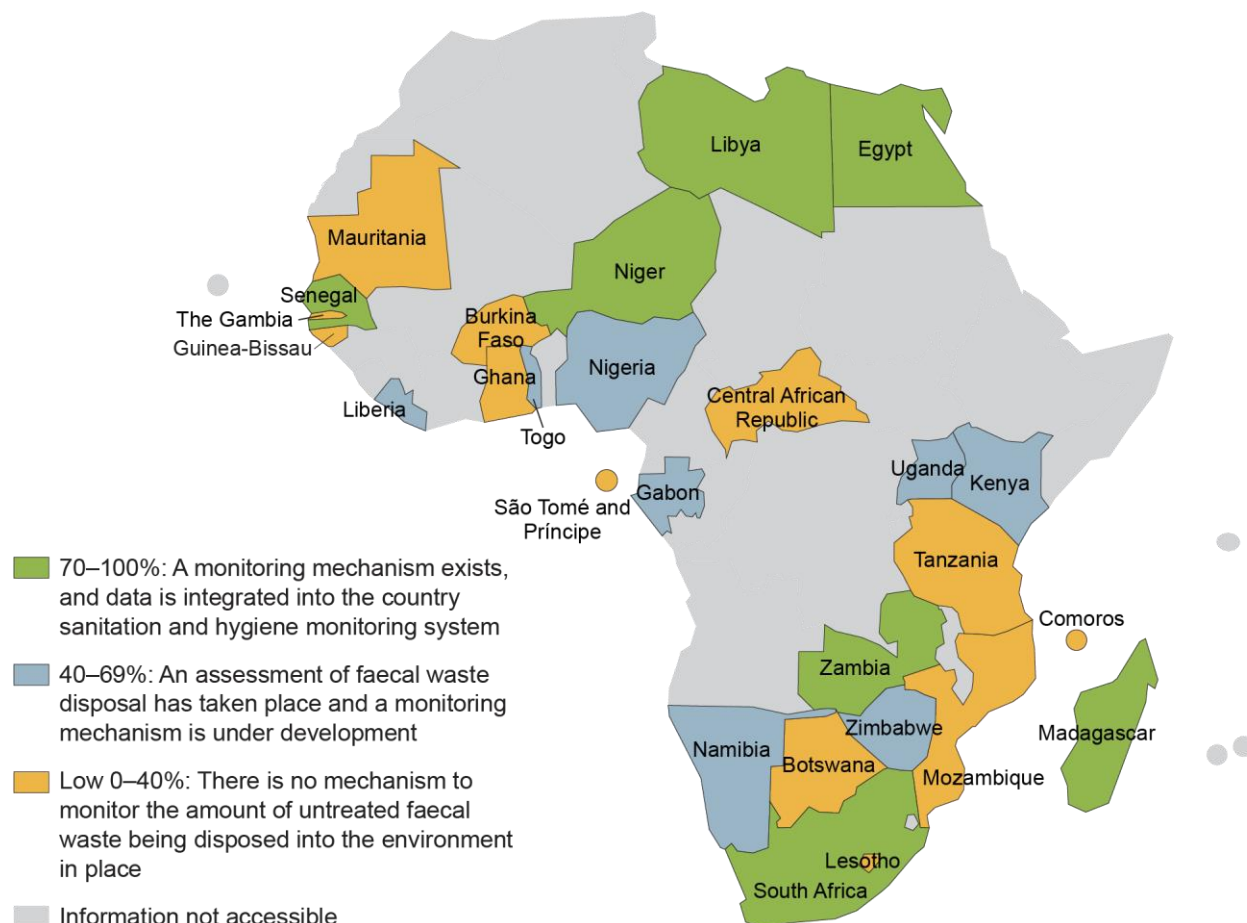 Libya
Egypt
Mauritania
Niger
Senegal
The Gambia
Guinea-Bissau
Burkina
Faso
Ghana
Nigeria
Liberia
Togo
Central African
Republic
São Tomé and
Príncipe
Gabon
Uganda
Kenya
Tanzania
Comoros
Zambia
Madagascar
Zimbabwe
Namibia
Botswana
Mozambique
Lesotho
South Africa
70–100%: A monitoring mechanism exists,
and data is integrated into the country
sanitation and hygiene monitoring system
40–69%: An assessment of faecal waste
disposal has taken place and a monitoring
mechanism is under development
Low 0–40%: There is no mechanism to
monitor the amount of untreated faecal
waste being disposed into the environment
in place
Information not accessible